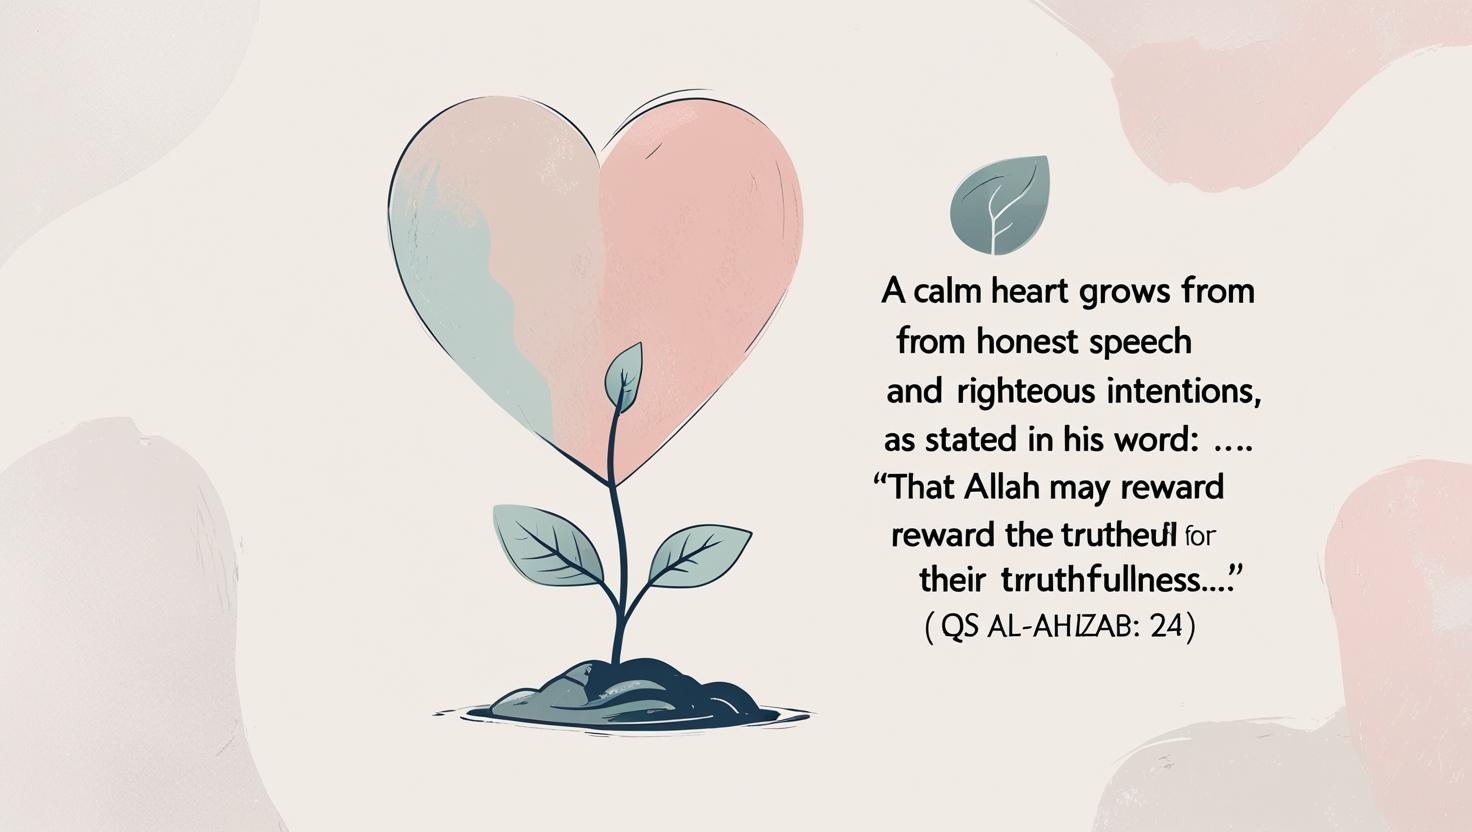 A calm heart grows from
from honest speech
and righteous intentions,
as stated in his word: ....
“That Allah may reward
reward the trutheul for
their trruthfullness...”
( QS AL-AHIZAB: 24)